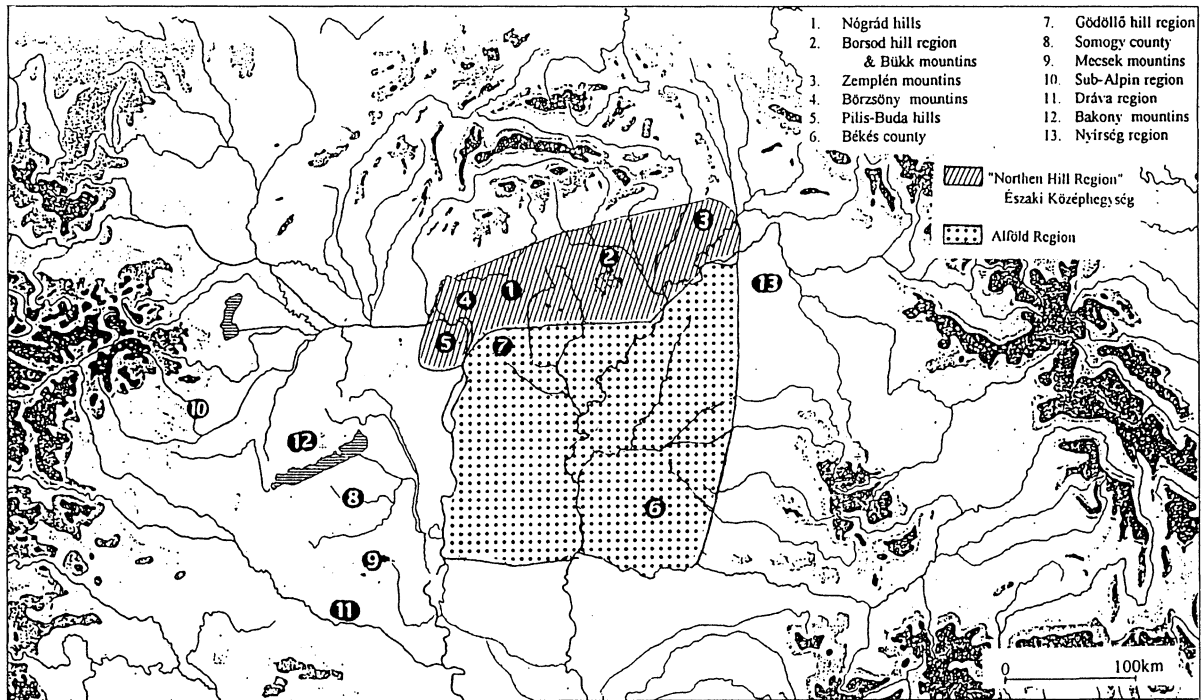 1. Nógrád hills
2. Borsod hill region
& Bükk mountins
3. Zemplén mountins
4. Börzsöny mountins
5. Pilis-Buda hills
6. Békés county
7. Gödöllő hill region
8. Somogy county
9. Mecsek mountins
10. Sub-Alpin region
11. Dráva region
12. Bakony mountins
13. Nyírség region
"Northen Hill Region"
Északi Középhegység
Alföld Region
3
2
13
4
1
5
7
10
12
8
6
9
11
0 100km